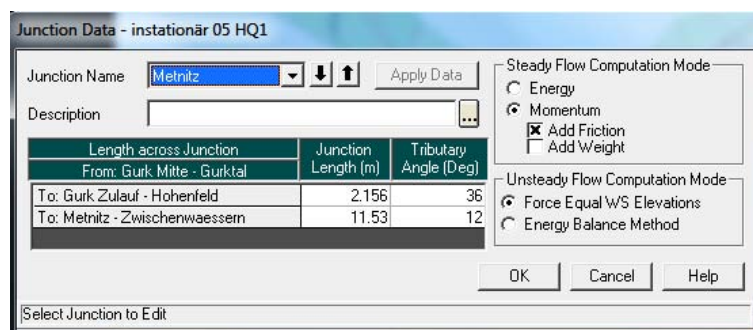 Junction Data - instationär 05 HQ1
Junction Name Metnitz Apply Data
Description ...
Length across Junction Junction Tributary
From: Gurk Mitte - Gurktal Length (m) Angle (Deg)
To: Gurk Zulauf - Hohenfeld 2.156 36
To: Metnitz - Zwischenwaessern 11.53 12
Steady Flow Computation Mode
Energy
Momentum
Add Friction
Add Weight
Unsteady Flow Computation Mode
Force Equal WS Elevations
Energy Balance Method
OK Cancel Help
Select Junction to Edit